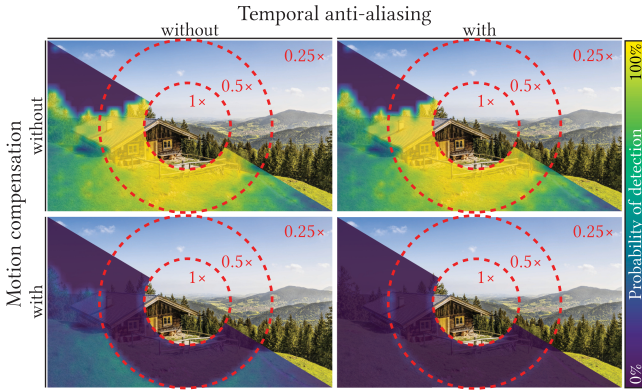 Temporal anti-aliasing
without
with
Motion compensation
without
with
0.25×
0.5×
1×
0.25×
0.5×
1×
0.25×
0.5×
1×
0.25×
0.5×
1×
100%
Probability of detection
0%